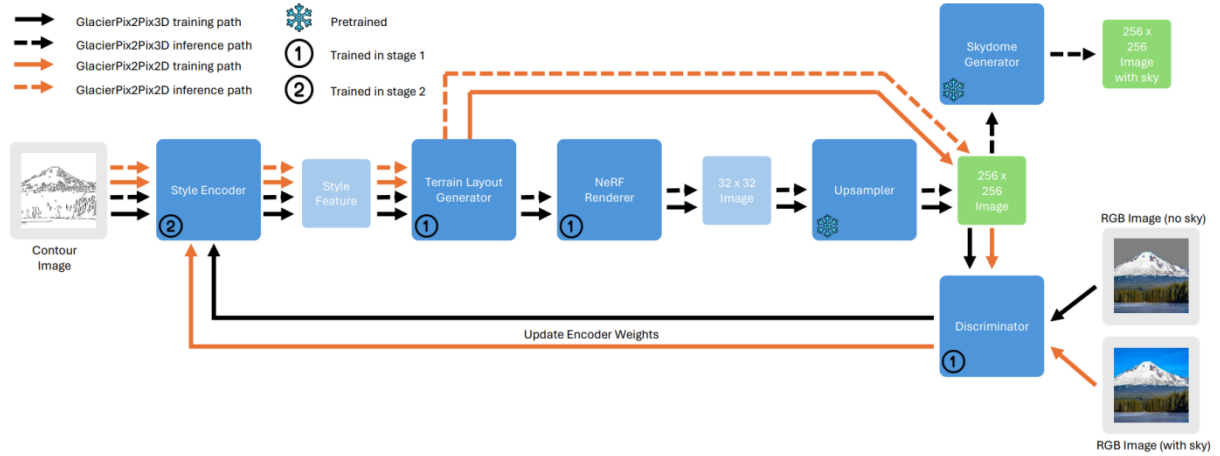 GlacierPix2Pix3D training path
GlacierPix2Pix3D inference path
GlacierPix2Pix2D training path
GlacierPix2Pix2D inference path
Pretrained
1
Trained in stage 1
2
Trained in stage 2
Contour
Image
Style Encoder
2
Style
Feature
Terrain Layout
Generator
1
NeRF
Renderer
1
32 x 32
Image
Upsampler
256 x
256
Image
Skydome
Generator
256 x
256
Image
with sky
Discriminator
1
Update Encoder Weights
RGB Image (no sky)
RGB Image (with sky)